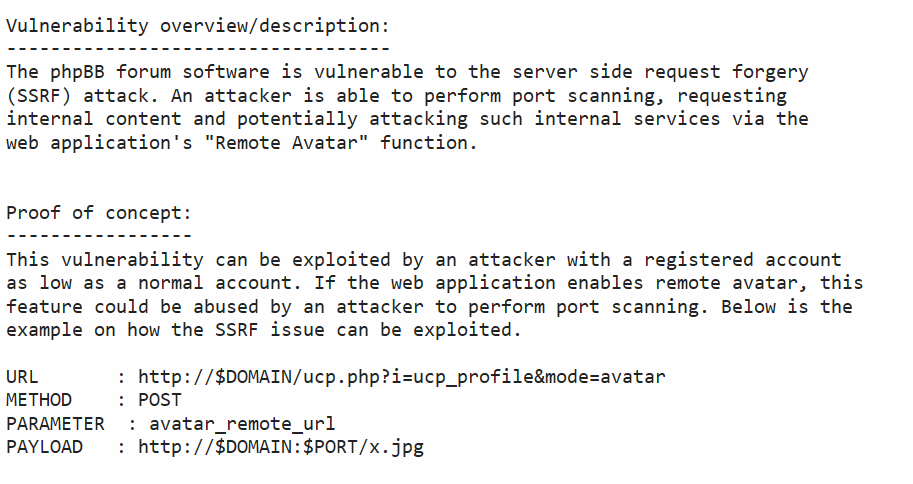 Vulnerability overview/description:
-----------------------------------
The phpBB forum software is vulnerable to the server side request forgery
(SSRF) attack. An attacker is able to perform port scanning, requesting
internal content and potentially attacking such internal services via the
web application's "Remote Avatar" function.
Proof of concept:
-----------------
This vulnerability can be exploited by an attacker with a registered account
as low as a normal account. If the web application enables remote avatar, this
feature could be abused by an attacker to perform port scanning. Below is the
example on how the SSRF issue can be exploited.
URL       : http://$DOMAIN/ucp.php?i=ucp_profile&mode=avatar
METHOD    : POST
PARAMETER  : avatar_remote_url
PAYLOAD   : http://$DOMAIN:$PORT/x.jpg